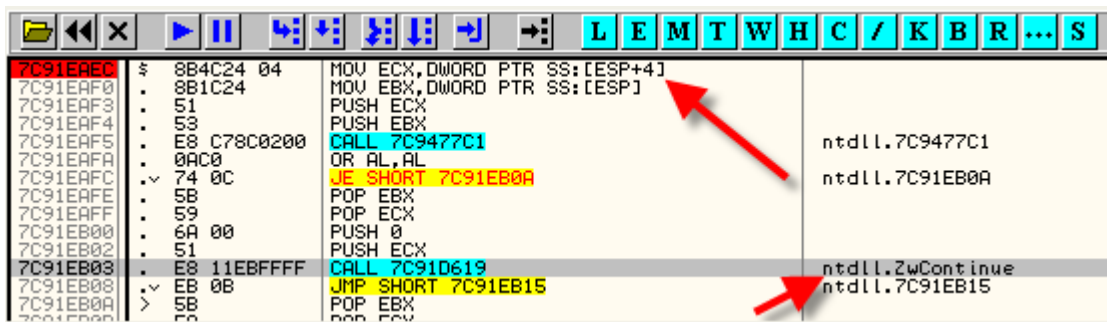 L E M T W H C / K B R ... S
7C91EAEC $ 8B4C24 04 MOV ECX,DWORD PTR SS:[ESP+4]
7C91EAF0 . 8B1C24 MOV EBX,DWORD PTR SS:[ESP]
7C91EAF3 . 51 PUSH ECX
7C91EAF4 . 53 PUSH EBX
7C91EAF5 . E8 C78C0200 CALL 7C9477C1 ntdll.7C9477C1
7C91EAFA . 0AC0 OR AL,AL
7C91EAFC .v 74 0C JE SHORT 7C91EB0A ntdll.7C91EB0A
7C91EAFE . 5B POP EBX
7C91EAFF . 59 POP ECX
7C91EB00 . 6A 00 PUSH 0
7C91EB02 . 51 PUSH ECX
7C91EB03 . E8 11EBFFFF CALL 7C91D619 ntdll.ZwContinue
7C91EB08 .v EB 0B JMP SHORT 7C91EB15 ntdll.7C91EB15
7C91EB0A > 5B POP EBX